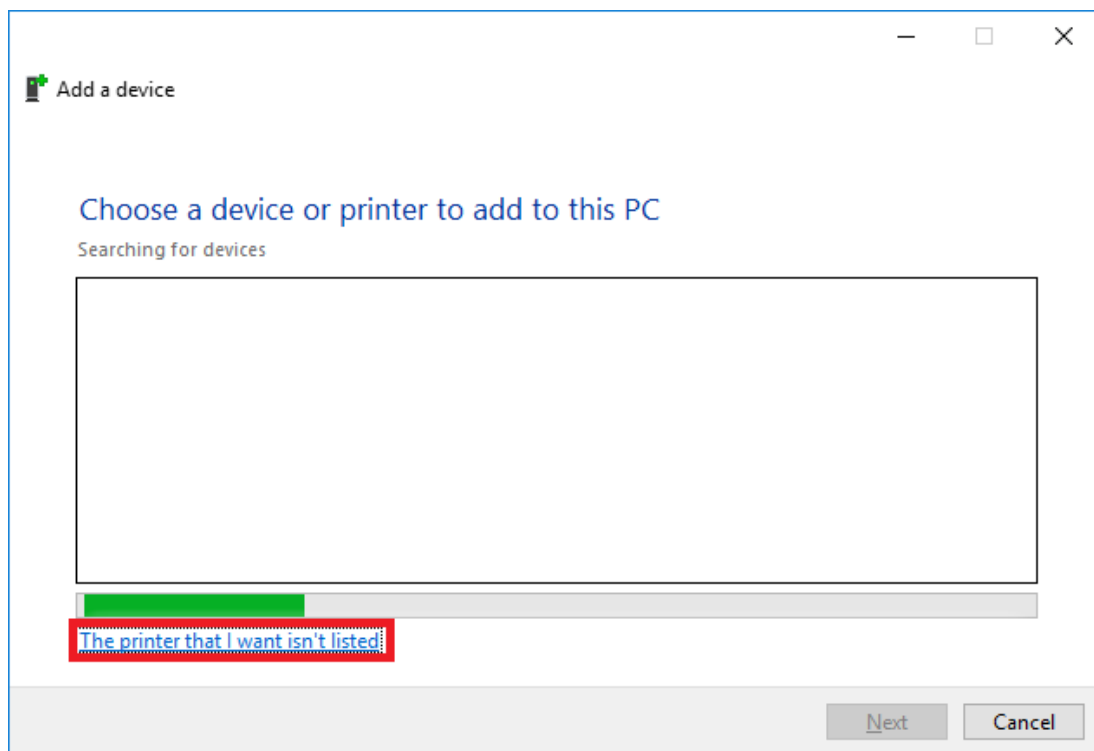 Add a device
Choose a device or printer to add to this PC
Searching for devices
The printer that I want isn't listed
Next
Cancel